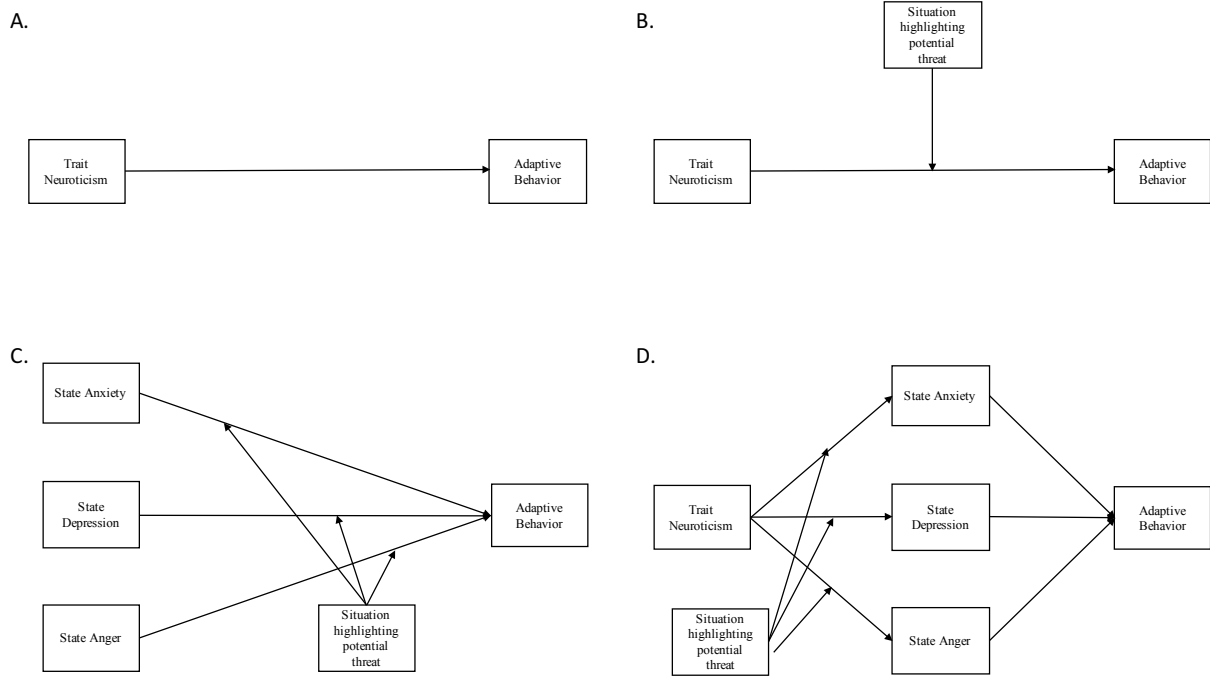 A.
Trait
Neuroticism
Adaptive
Behavior
B.
Situation
highlighting
potential
threat
Trait
Neuroticism
Adaptive
Behavior
C.
State Anxiety
State
Depression
State Anger
Situation
highlighting
potential
threat
Adaptive
Behavior
D.
State Anxiety
Trait
Neuroticism
State
Depression
Adaptive
Behavior
Situation
highlighting
potential
threat
State Anger